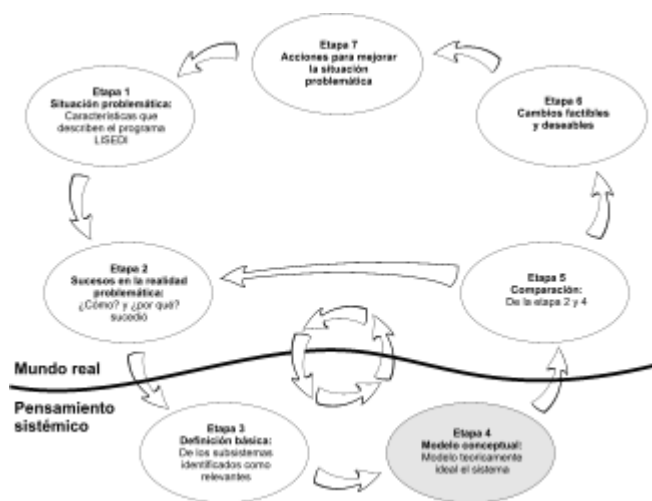 Etapa 7
Acciones para mejorar
la situación
problemática
Etapa 1
Situación problemática:
Características que
describen el programa
LISEDI
Etapa 6
Cambios factibles
y deseables
Etapa 2
Sucesos en la realidad
problemática:
¿Cómo? y ¿por qué?
sucedió
Etapa 5
Comparación:
De la etapa 2 y 4
Mundo real
Pensamiento
sistémico
Etapa 3
Definición básica:
De los subsistemas
identificados como
relevantes
Etapa 4
Modelo conceptual:
Modelo teoricamente
ideal el sistema